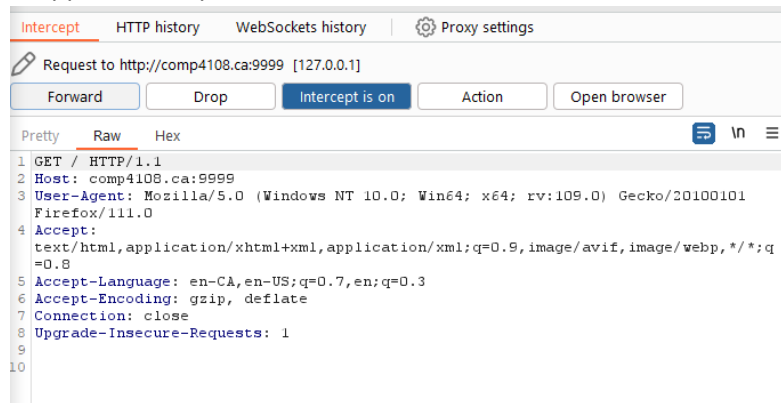 Intercept HTTP history WebSockets history Proxy settings
Request to http://comp4108.ca:9999 [127.0.0.1]
Forward Drop Intercept is on Action Open browser
Pretty Raw Hex \n
1 GET / HTTP/1.1
2 Host: comp4108.ca:9999
3 User-Agent: Mozilla/5.0 (Windows NT 10.0; Win64; x64; rv:109.0) Gecko/20100101
Firefox/111.0
4 Accept:
text/html,application/xhtml+xml,application/xml;q=0.9,image/avif,image/webp,*/*;q
=0.8
5 Accept-Language: en-CA,en-US;q=0.7,en;q=0.3
6 Accept-Encoding: gzip, deflate
7 Connection: close
8 Upgrade-Insecure-Requests: 1
9
10